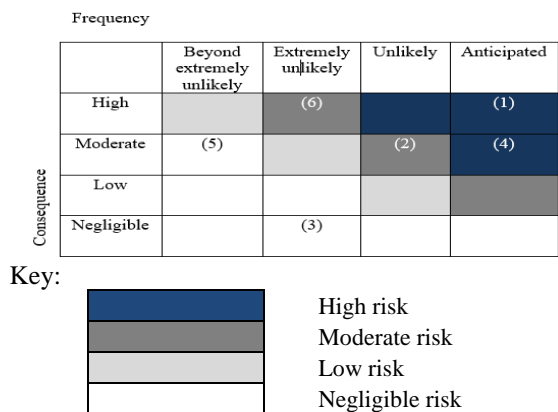 Frequency
Beyond extremely unlikely
Extremely unlikely
Unlikely
Anticipated
Consequence
High
(6)
(1)
Moderate
(5)
(2)
(4)
Low
Negligible
(3)
Key:
High risk
Moderate risk
Low risk
Negligible risk